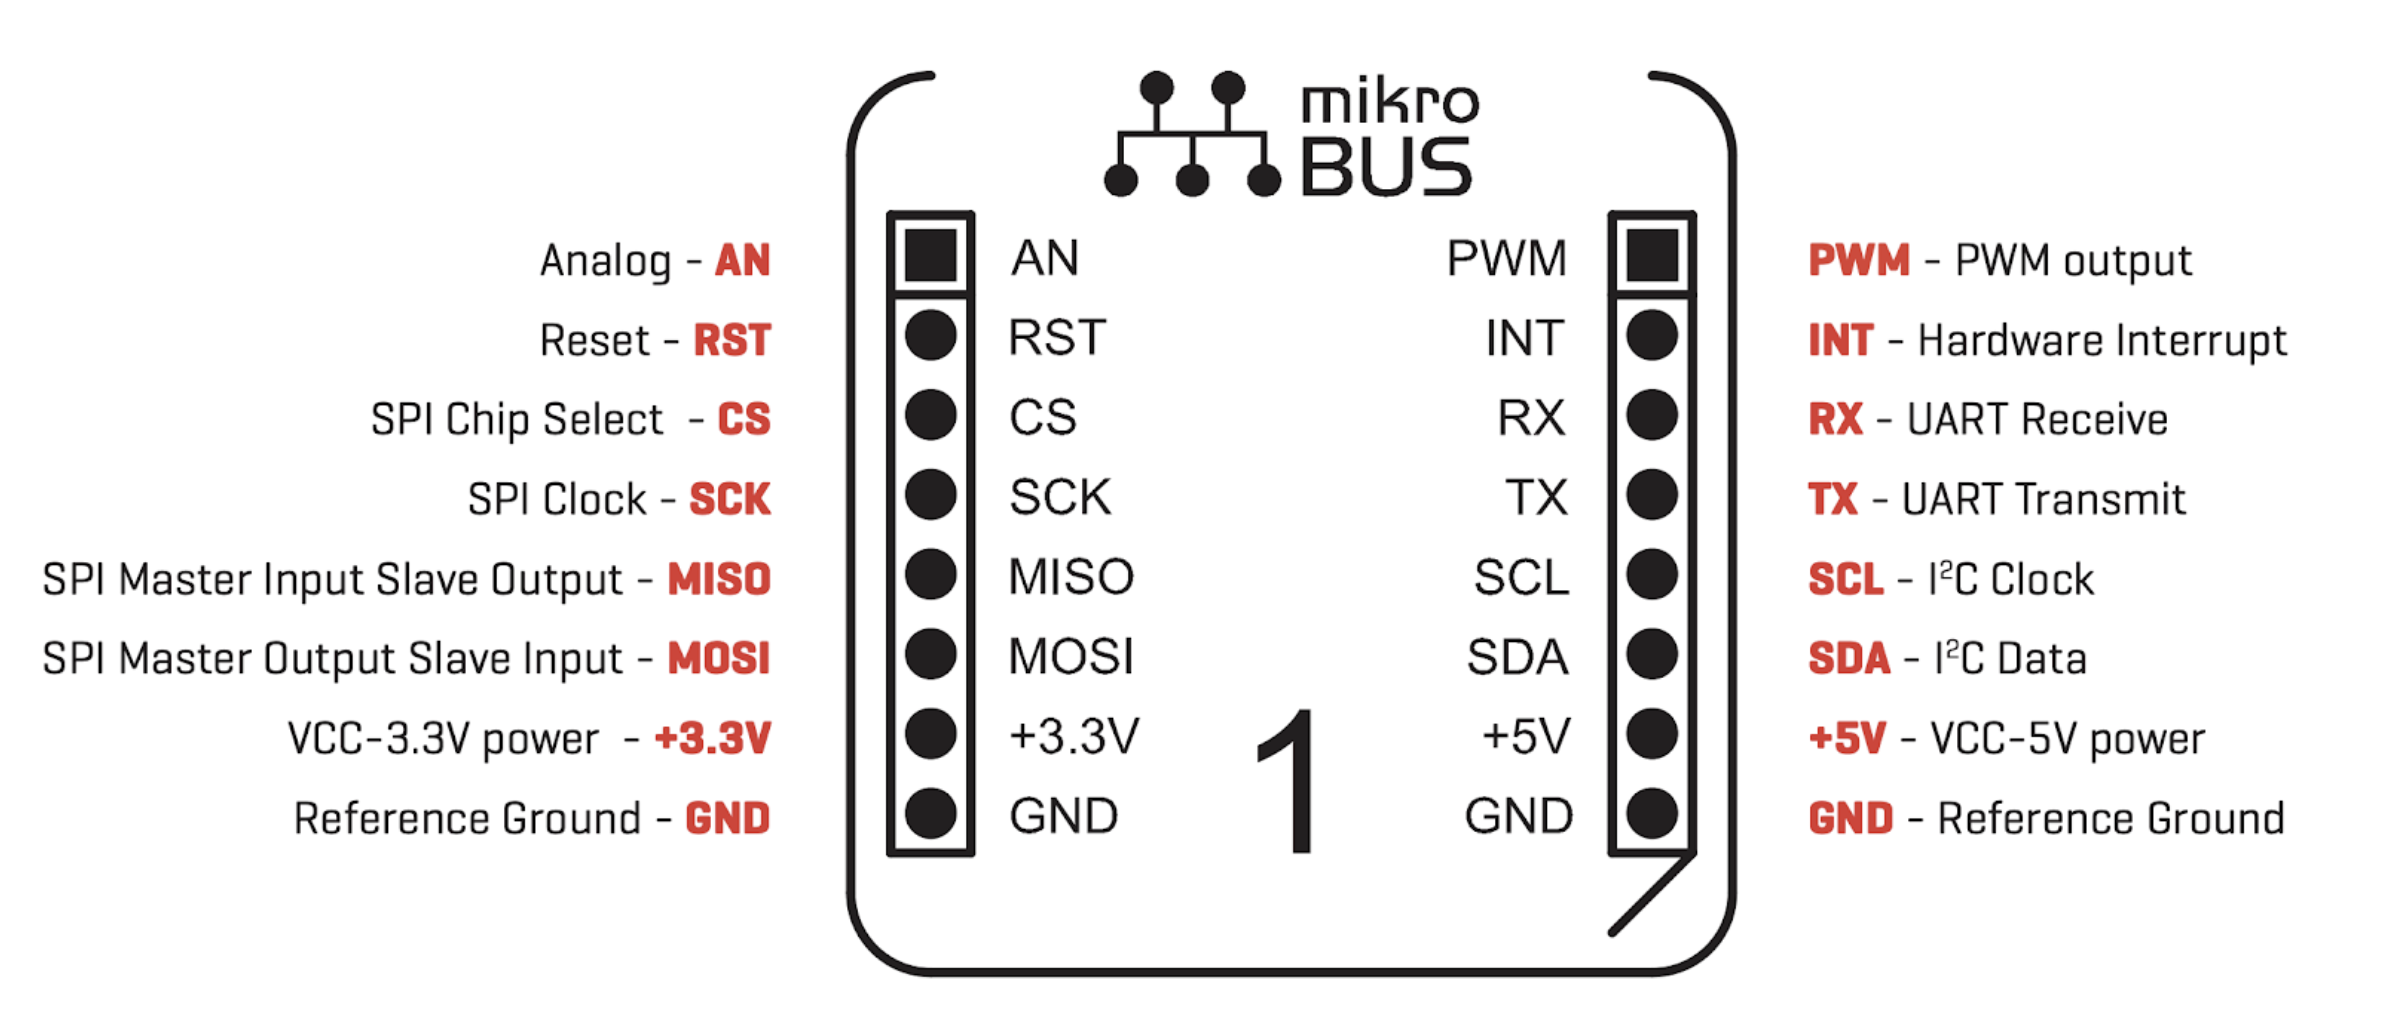 mikro
BUS
Analog - AN
AN
PWM
PWM - PWM output
Reset - RST
RST
INT
INT - Hardware Interrupt
SPI Chip Select - CS
CS
RX
RX - UART Receive
SPI Clock - SCK
SCK
TX
TX - UART Transmit
SPI Master Input Slave Output - MISO
MISO
SCL
SCL - I²C Clock
SPI Master Output Slave Input - MOSI
MOSI
SDA
SDA - I²C Data
VCC-3.3V power - +3.3V
+3.3V
+5V
+5V - VCC-5V power
Reference Ground - GND
GND
1
GND
GND - Reference Ground